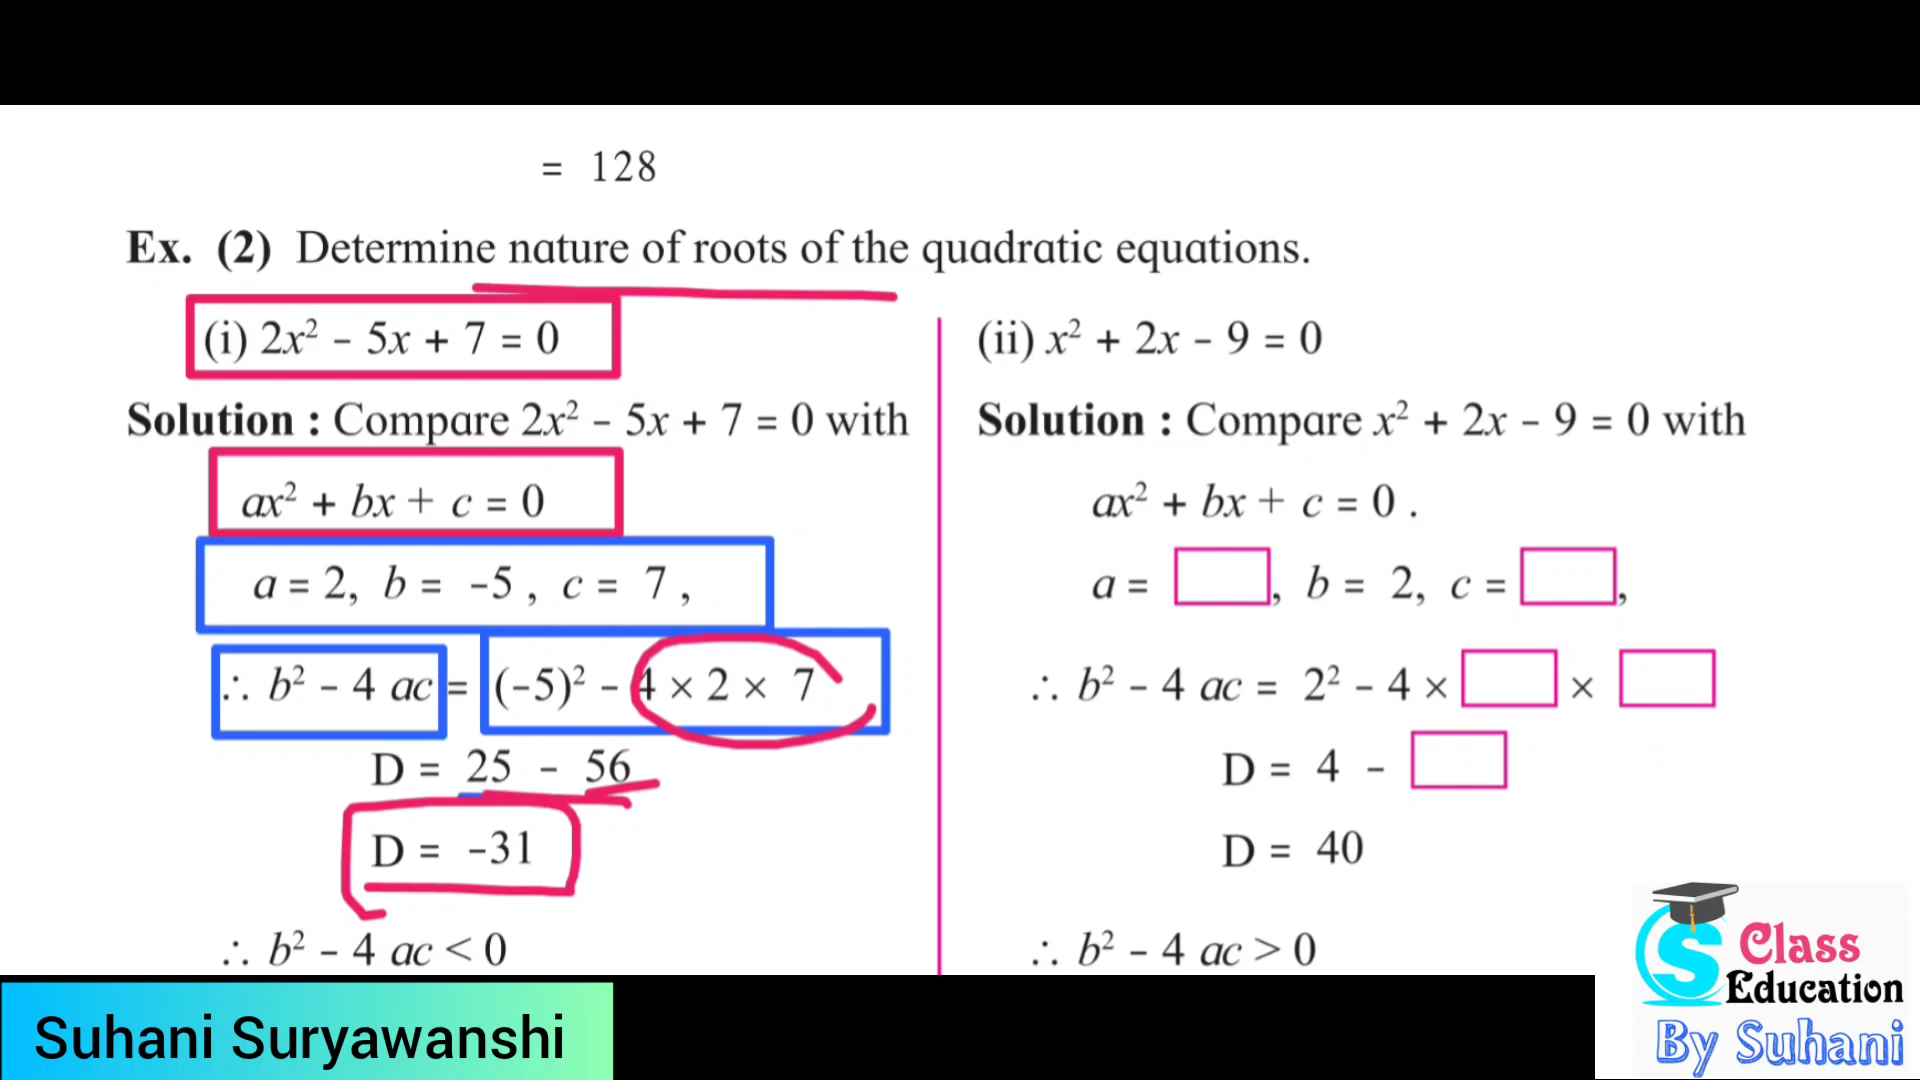 = 128
Ex. (2) Determine nature of roots of the quadratic equations.
(i) 2x² - 5x + 7 = 0
Solution : Compare 2x² - 5x + 7 = 0 with
ax² + bx + c = 0
a = 2, b = -5 , c = 7 ,
∴ b² - 4 ac = (-5)² - 4 × 2 × 7
D = 25 - 56
D = -31
∴ b² - 4 ac < 0
(ii) x² + 2x - 9 = 0
Solution : Compare x² + 2x - 9 = 0 with
ax² + bx + c = 0 .
a = , b = 2, c = ,
∴ b² - 4 ac = 2² - 4 × ×
D = 4 -
D = 40
∴ b² - 4 ac > 0
Suhani Suryawanshi
S Class
Education
By Suhani